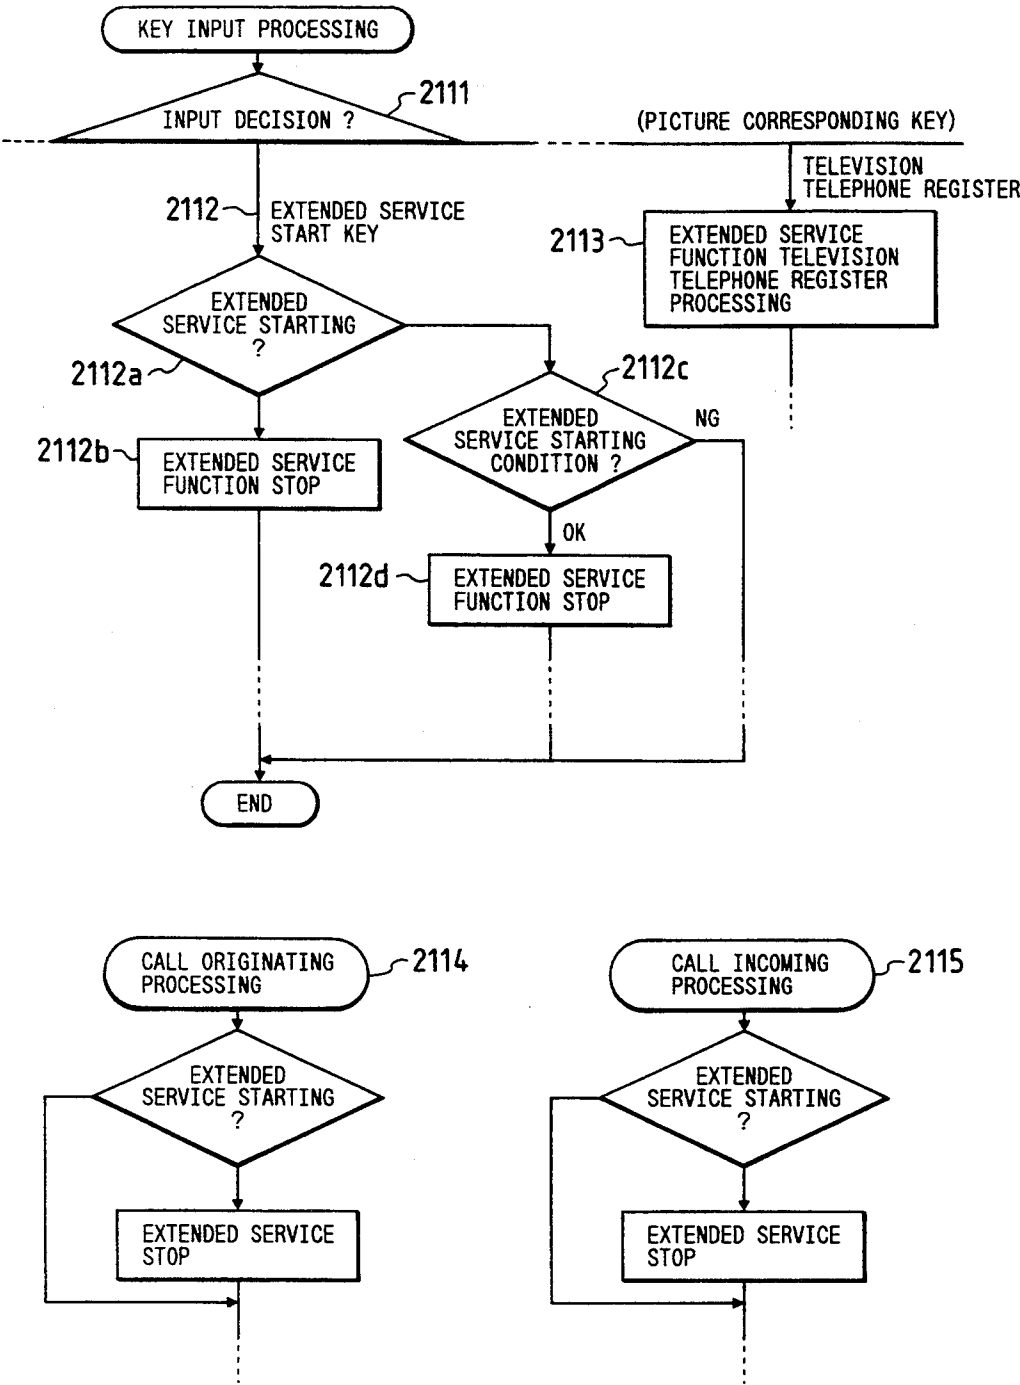 KEY INPUT PROCESSING
2111
INPUT DECISION ?
(PICTURE CORRESPONDING KEY)
TELEVISION
TELEPHONE REGISTER
2112
EXTENDED SERVICE
START KEY
2113
EXTENDED SERVICE
FUNCTION TELEVISION
TELEPHONE REGISTER
PROCESSING
EXTENDED
SERVICE STARTING
?
2112a
2112c
EXTENDED
SERVICE STARTING
CONDITION ?
NG
2112b
EXTENDED SERVICE
FUNCTION STOP
OK
2112d
EXTENDED SERVICE
FUNCTION STOP
END
CALL ORIGINATING
PROCESSING
2114
EXTENDED
SERVICE STARTING
?
EXTENDED SERVICE
STOP
CALL INCOMING
PROCESSING
2115
EXTENDED
SERVICE STARTING
?
EXTENDED SERVICE
STOP